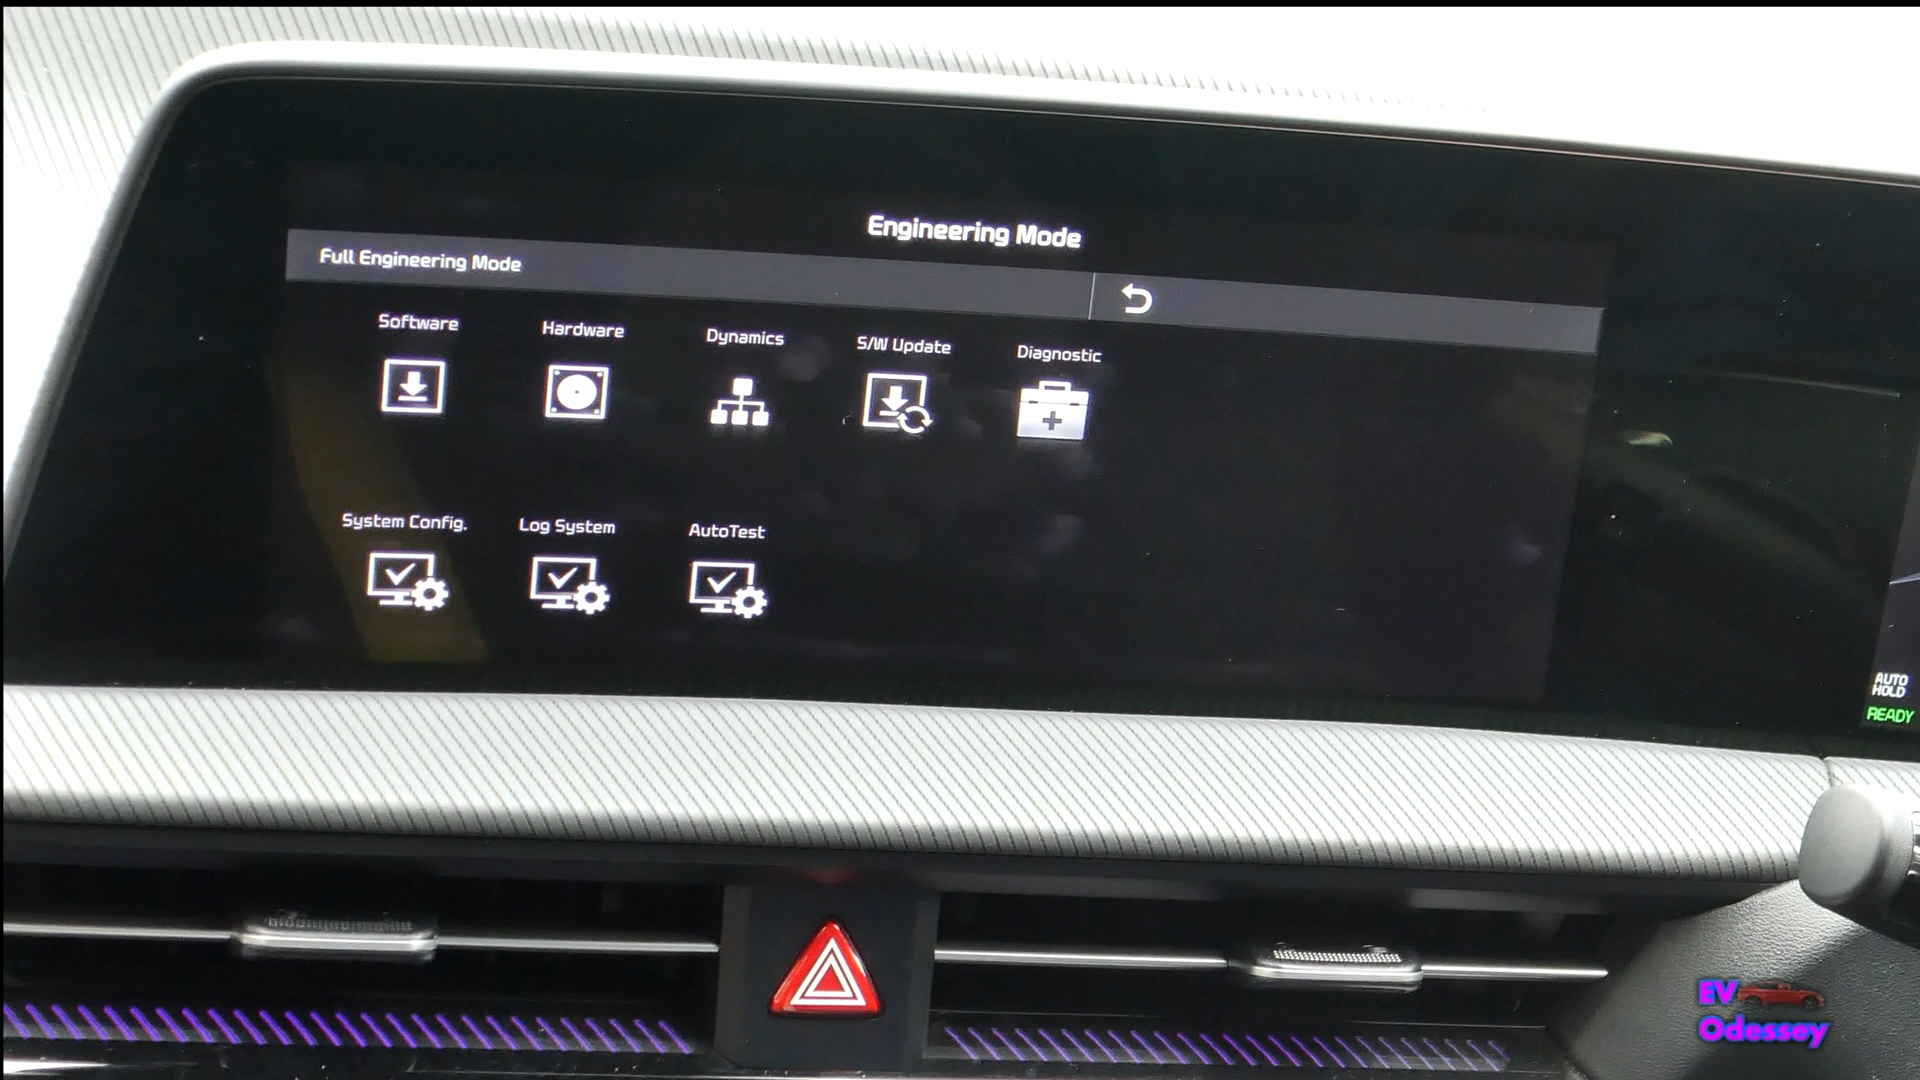 Engineering Mode
Full Engineering Mode
Software
Hardware
Dynamics
S/W Update
Diagnostic
System Config.
Log System
AutoTest
AUTO
HOLD
READY
EV
Odessey